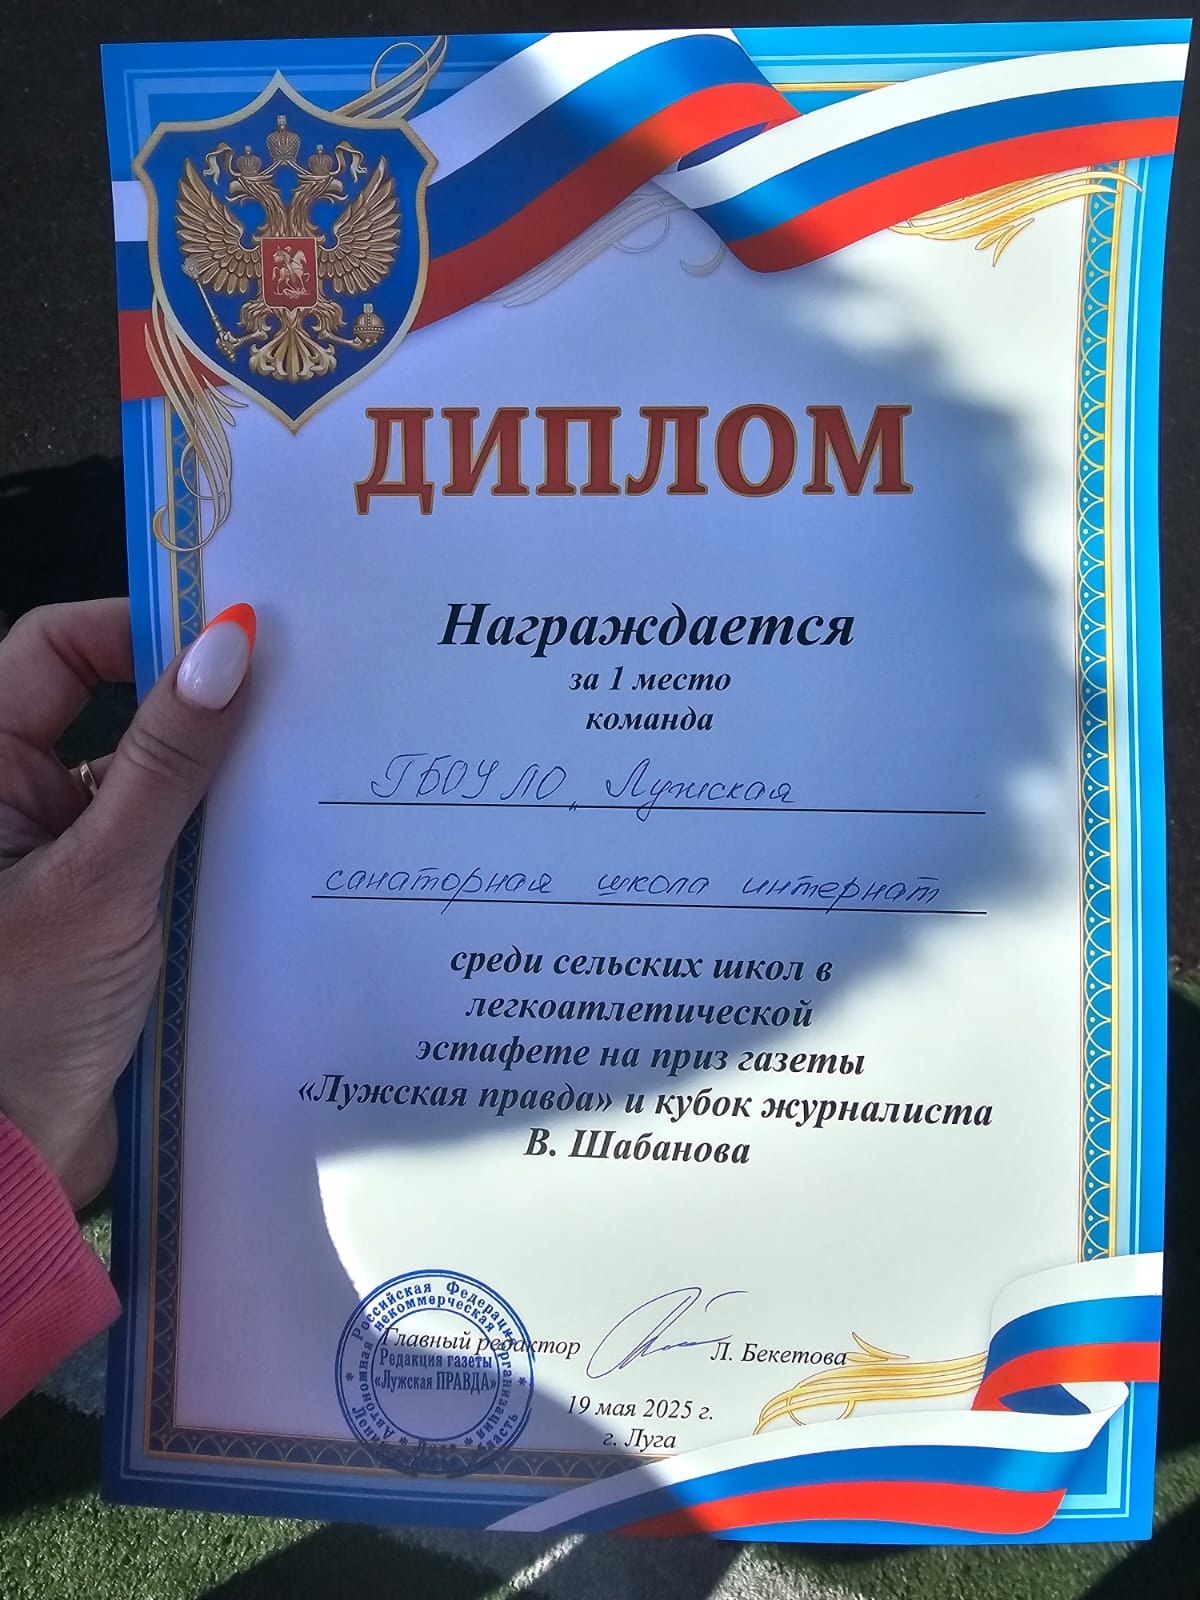 ДИПЛОМ
Награждается
за 1 место
команда
ГБОУ ЛО „Лужская
санаторная школа интернат
среди сельских школ в
легкоатлетической
эстафете на приз газеты
«Лужская правда» и кубок журналиста
В. Шабанова
Главный редактор Л. Бекетова
19 мая 2025 г.
г. Луга
Российская Федерация
Автономная некоммерческая организация
Редакция газеты
«Лужская ПРАВДА»